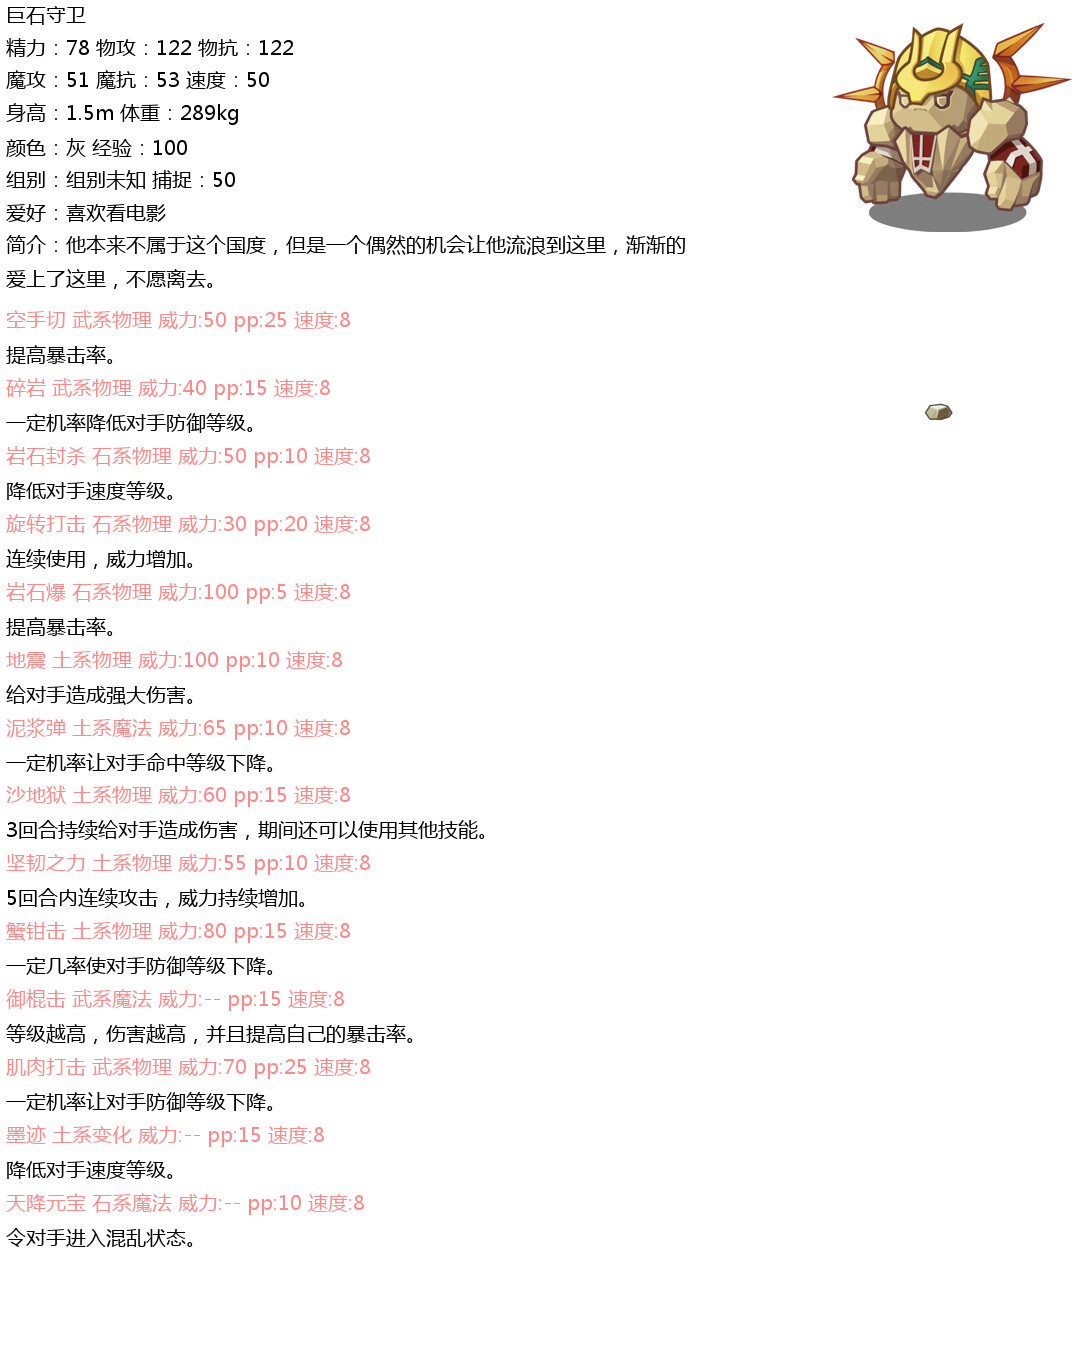 巨石守卫
精力：78 物攻：122 物抗：122
魔攻：51 魔抗：53 速度：50
身高：1.5m 体重：289kg
颜色：灰 经验：100
组别：组别未知 捕捉：50
爱好：喜欢看电影
简介：他本来不属于这个国度，但是一个偶然的机会让他流浪到这里，渐渐的
爱上了这里，不愿离去。
空手切 武系物理 威力:50 pp:25 速度:8
提高暴击率。
碎岩 武系物理 威力:40 pp:15 速度:8
一定机率降低对手防御等级。
岩石封杀 石系物理 威力:50 pp:10 速度:8
降低对手速度等级。
旋转打击 石系物理 威力:30 pp:20 速度:8
连续使用，威力增加。
岩石爆 石系物理 威力:100 pp:5 速度:8
提高暴击率。
地震 土系物理 威力:100 pp:10 速度:8
给对手造成强大伤害。
泥浆弹 土系魔法 威力:65 pp:10 速度:8
一定机率让对手命中等级下降。
沙地狱 土系物理 威力:60 pp:15 速度:8
3回合持续给对手造成伤害，期间还可以使用其他技能。
坚韧之力 土系物理 威力:55 pp:10 速度:8
5回合内连续攻击，威力持续增加。
蟹钳击 土系物理 威力:80 pp:15 速度:8
一定几率使对手防御等级下降。
御棍击 武系魔法 威力:-- pp:15 速度:8
等级越高，伤害越高，并且提高自己的暴击率。
肌肉打击 武系物理 威力:70 pp:25 速度:8
一定机率让对手防御等级下降。
墨迹 土系变化 威力:-- pp:15 速度:8
降低对手速度等级。
天降元宝 石系魔法 威力:-- pp:10 速度:8
令对手进入混乱状态。